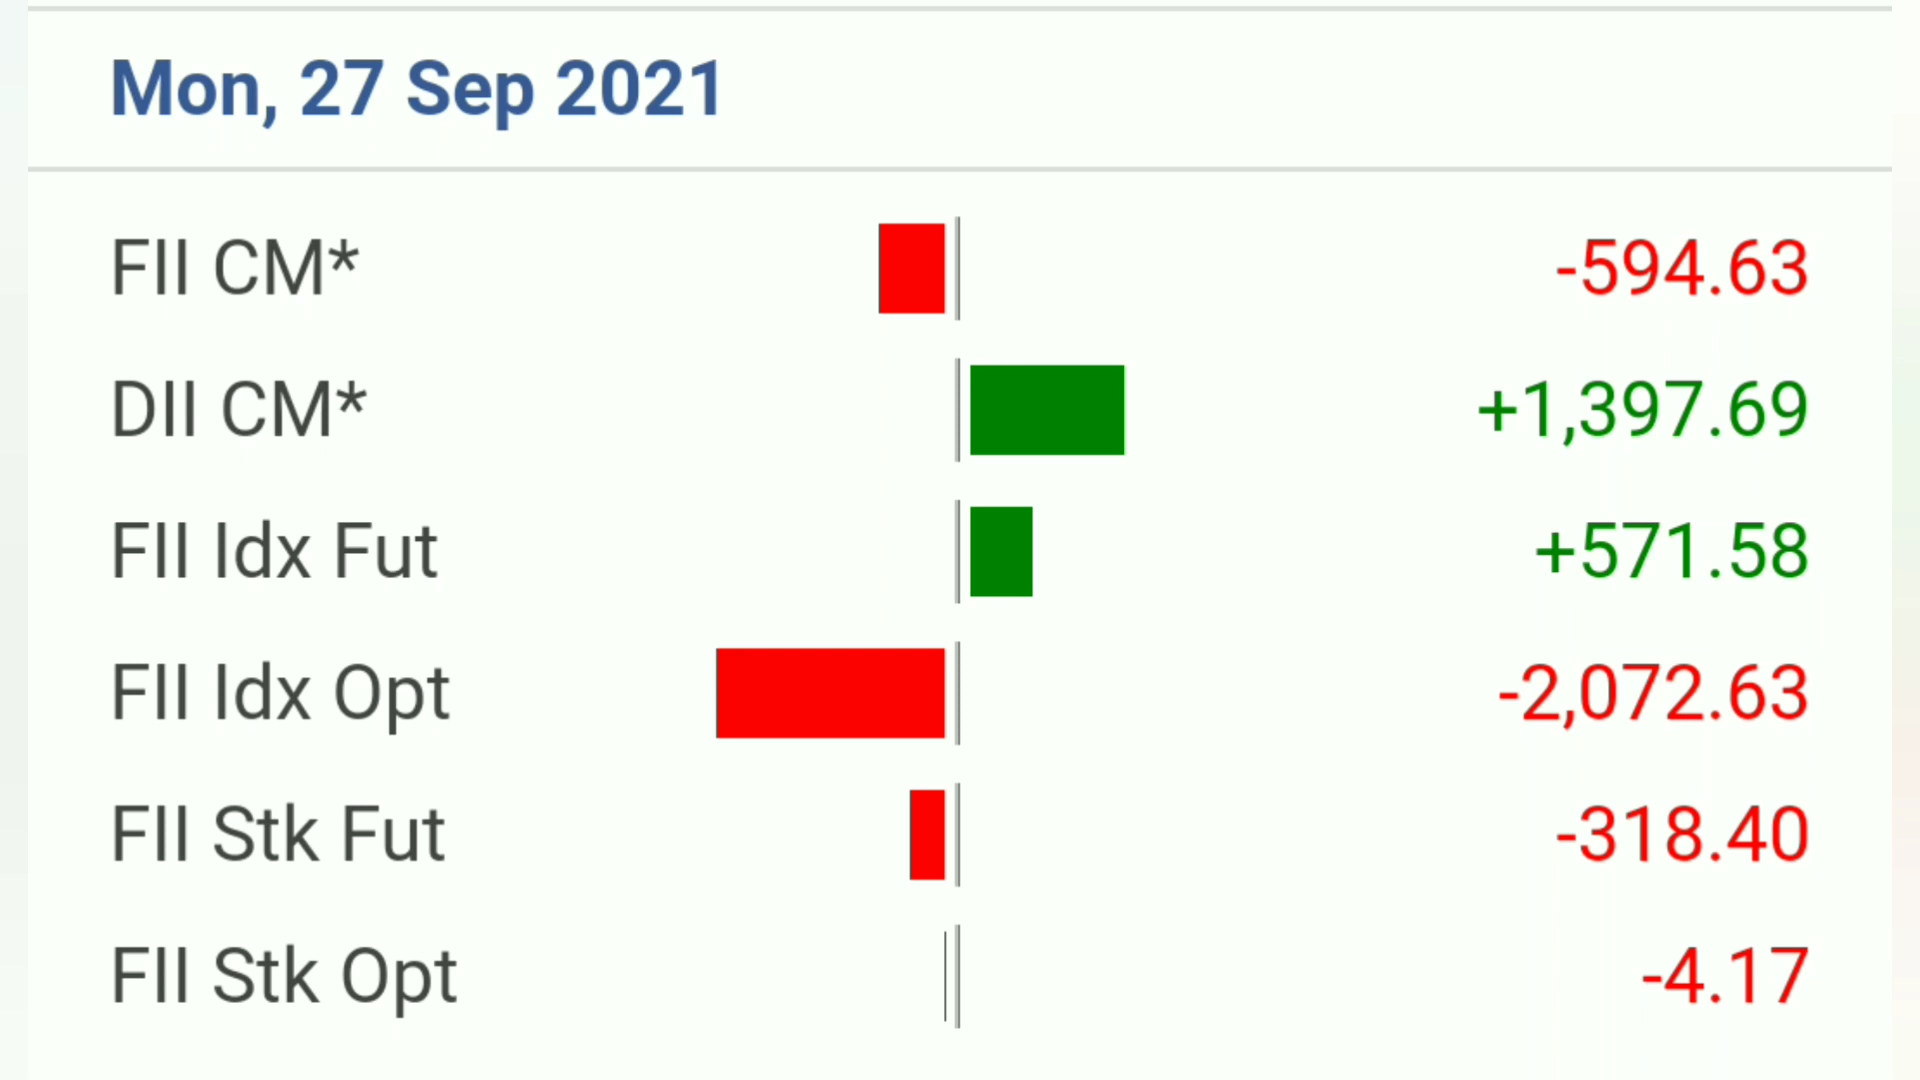 Mon, 27 Sep 2021
FII CM* -594.63
DII CM* +1,397.69
FII Idx Fut +571.58
FII Idx Opt -2,072.63
FII Stk Fut -318.40
FII Stk Opt -4.17